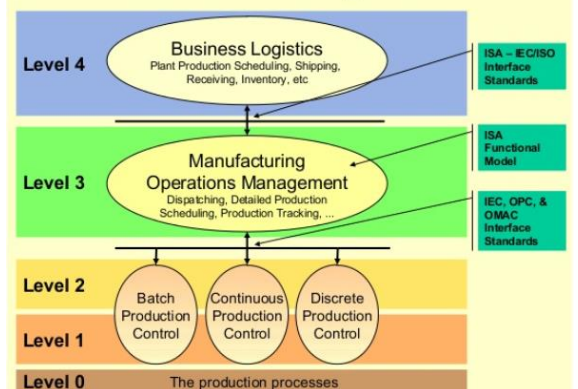 Level 4
Business Logistics
Plant Production Scheduling, Shipping,
Receiving, Inventory, etc
ISA – IEC/ISO
Interface
Standards
Level 3
Manufacturing
Operations Management
Dispatching, Detailed Production
Scheduling, Production Tracking, ...
ISA
Functional
Model
IEC, OPC, &
OMAC
Interface
Standards
Level 2
Level 1
Batch
Production
Control
Continuous
Production
Control
Discrete
Production
Control
Level 0
The production processes